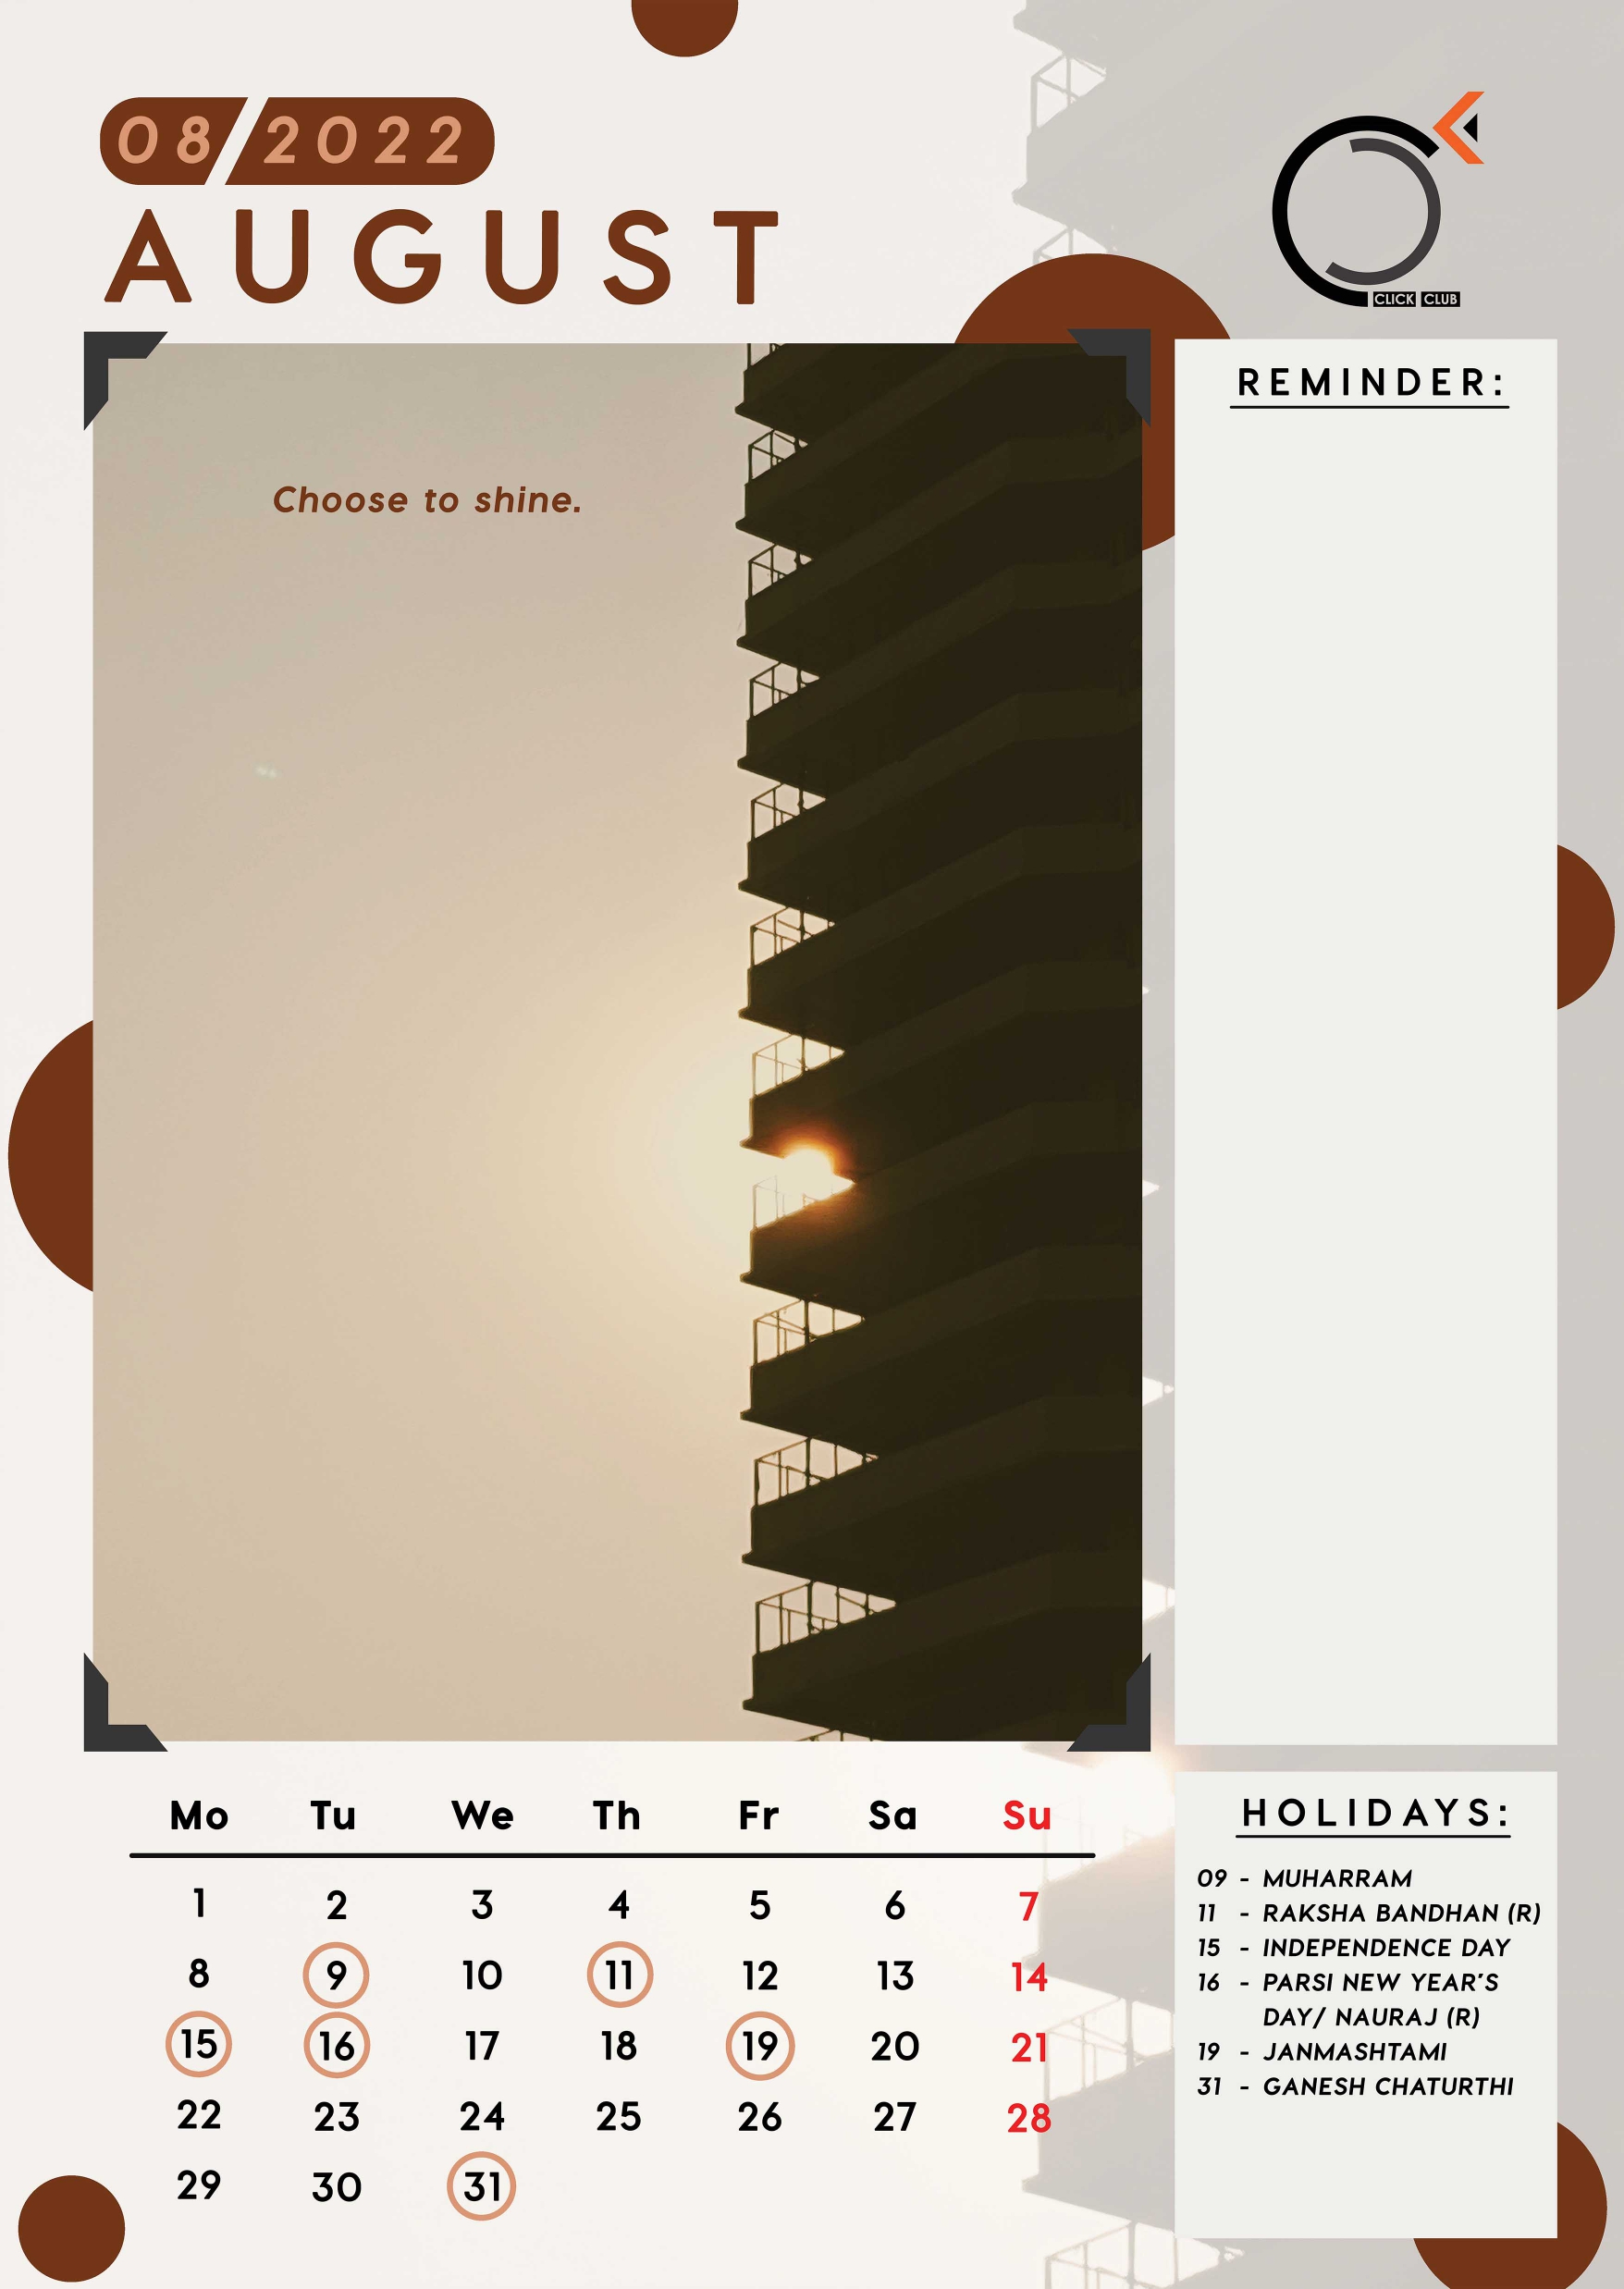 08/2022
AUGUST
CLICK CLUB
REMINDER:
Choose to shine.
Mo Tu We Th Fr Sa Su
1 2 3 4 5 6 7
8 9 10 11 12 13 14
15 16 17 18 19 20 21
22 23 24 25 26 27 28
29 30 31
HOLIDAYS:
09 - MUHARRAM
11 - RAKSHA BANDHAN (R)
15 - INDEPENDENCE DAY
16 - PARSI NEW YEAR'S
DAY/ NAURAJ (R)
19 - JANMASHTAMI
31 - GANESH CHATURTHI